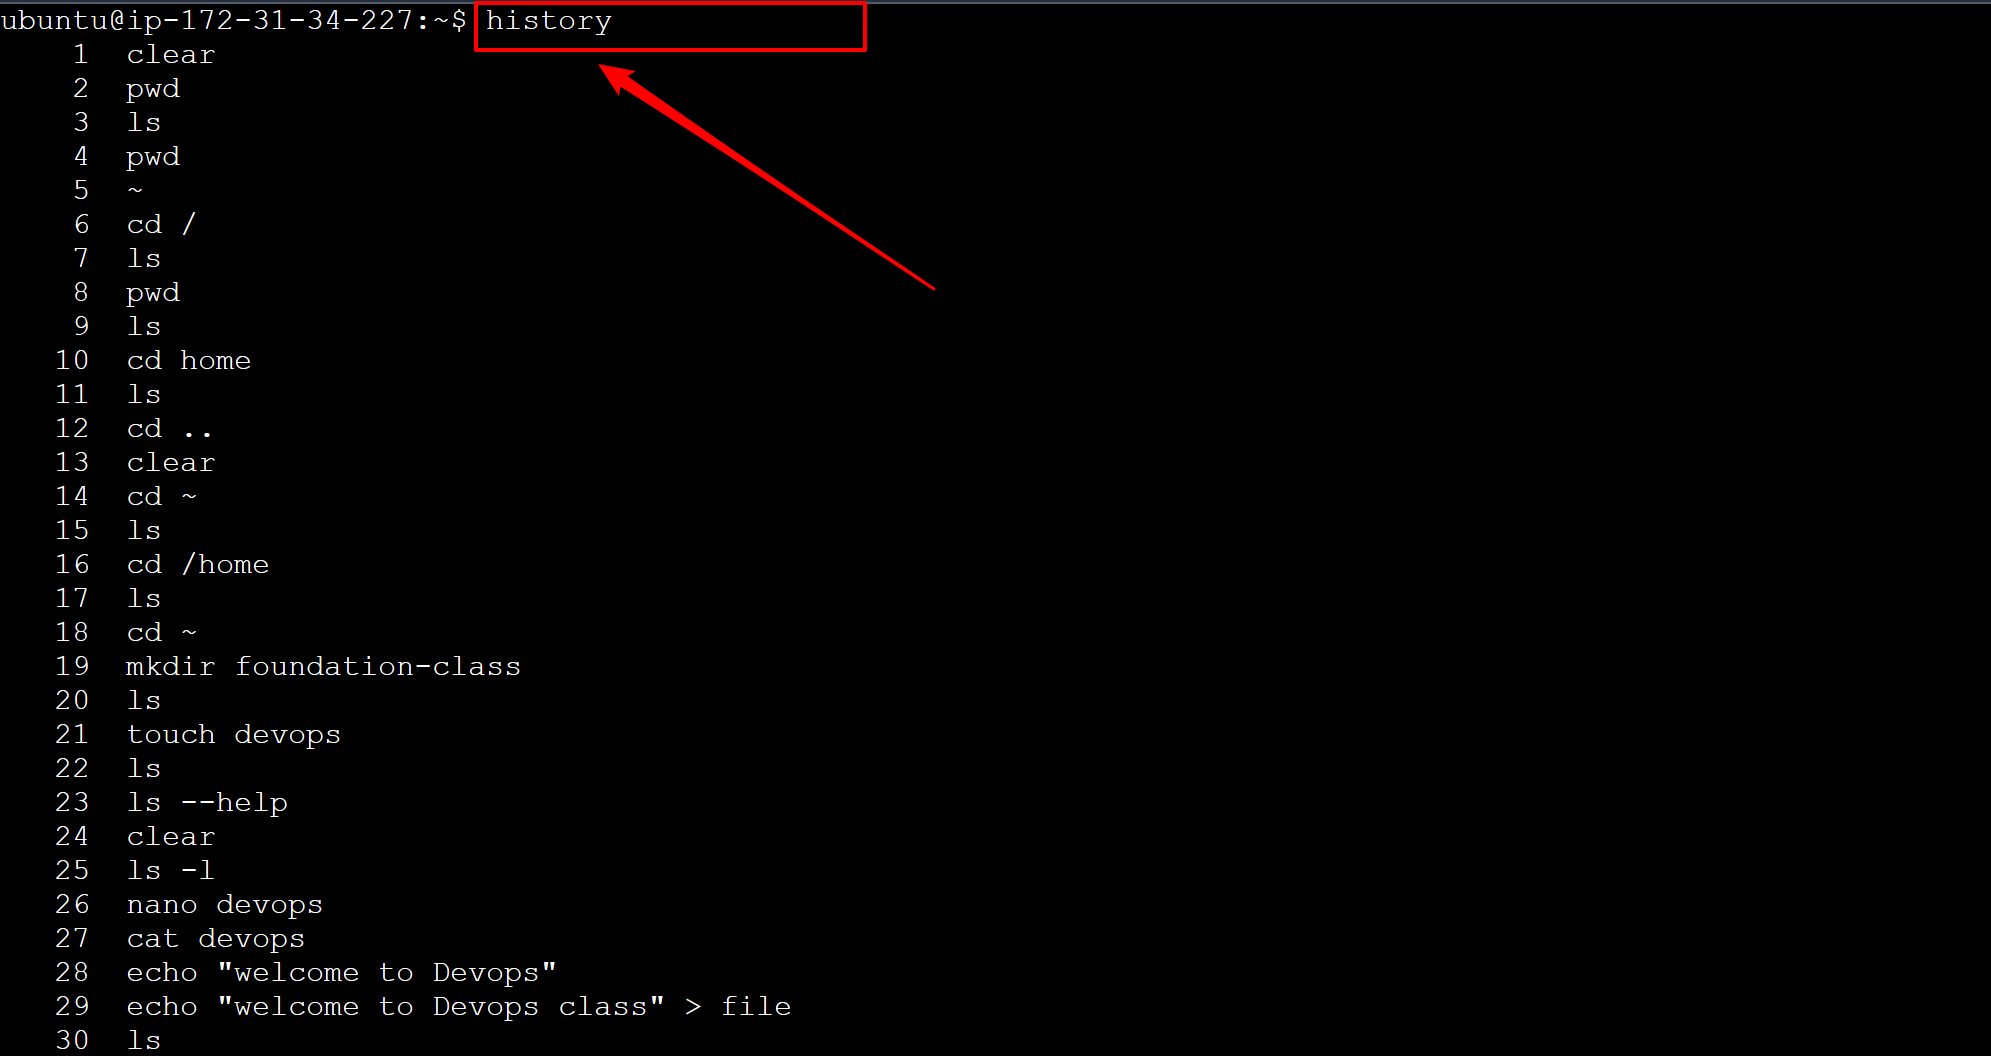 ubuntu@ip-172-31-34-227:~$ history
1 clear
2 pwd
3 ls
4 pwd
5 ~
6 cd /
7 ls
8 pwd
9 ls
10 cd home
11 ls
12 cd ..
13 clear
14 cd ~
15 ls
16 cd /home
17 ls
18 cd ~
19 mkdir foundation-class
20 ls
21 touch devops
22 ls
23 ls --help
24 clear
25 ls -l
26 nano devops
27 cat devops
28 echo "welcome to Devops"
29 echo "welcome to Devops class" > file
30 ls